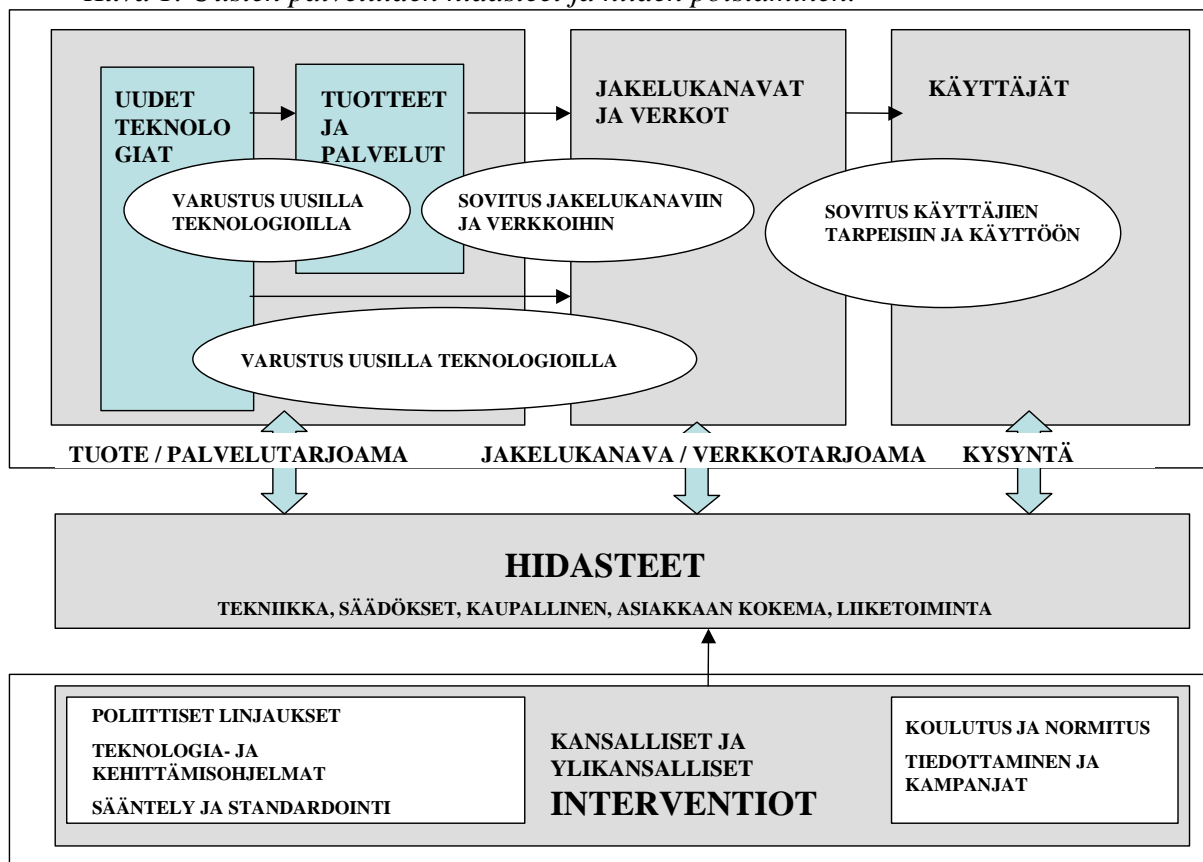 Kuva 1. Uusien palveluiden hidasteet ja niiden poistaminen.
UUDET
TEKNOLO
GIAT
TUOTTEET
JA
PALVELUT
JAKELUKANAVAT
JA VERKOT
KÄYTTÄJÄT
VARUSTUS UUSILLA
TEKNOLOGIOILLA
SOVITUS JAKELUKANAVIIN
JA VERKKOIHIN
SOVITUS KÄYTTÄJIEN
TARPEISIIN JA KÄYTTÖÖN
VARUSTUS UUSILLA TEKNOLOGIOILLA
TUOTE / PALVELUTARJOAMA
JAKELUKANAVA / VERKKOTARJOAMA
KYSYNTÄ
HIDASTEET
TEKNIIKKA, SÄÄDÖKSET, KAUPALLINEN, ASIAKKAAN KOKEMA, LIIKETOIMINTA
POLIITTISET LINJAUKSET
TEKNOLOGIA- JA
KEHITTÄMISOHJELMAT
SÄÄNTELY JA STANDARDOINTI
KANSALLISET JA
YLIKANSALLISET
INTERVENTIOT
KOULUTUS JA NORMITUS
TIEDOTTAMINEN JA
KAMPANJAT